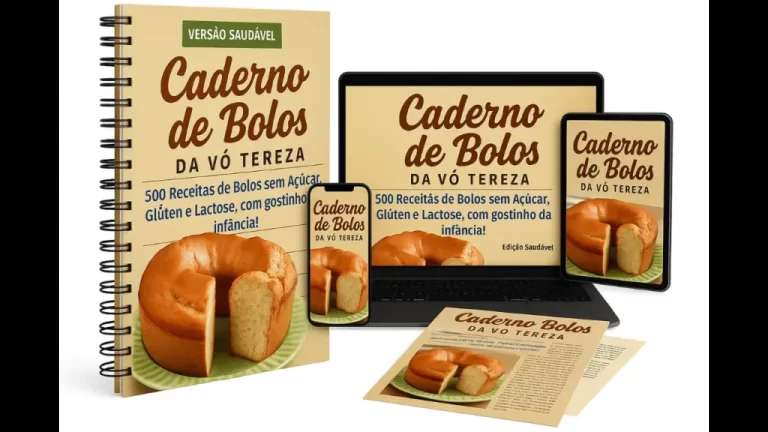 VERSÃO SAUDÁVEL
Caderno
de Bolos
DA VÓ TEREZA
500 Receitas de Bolos sem Açúcar,
Glúten e Lactose, com gostinho
infância!
Caderno
de Bolos
DA VÓ TEREZA
Caderno
de Bolos
DA VÓ TEREZA
500 Receitas de Bolos sem Açúcar,
Glúten e Lactose, com gostinho da
infância!
Edição Saudável
Caderno
de Bolos
DA VÓ TEREZA
Caderno Bolos
DA VÓ TEREZA